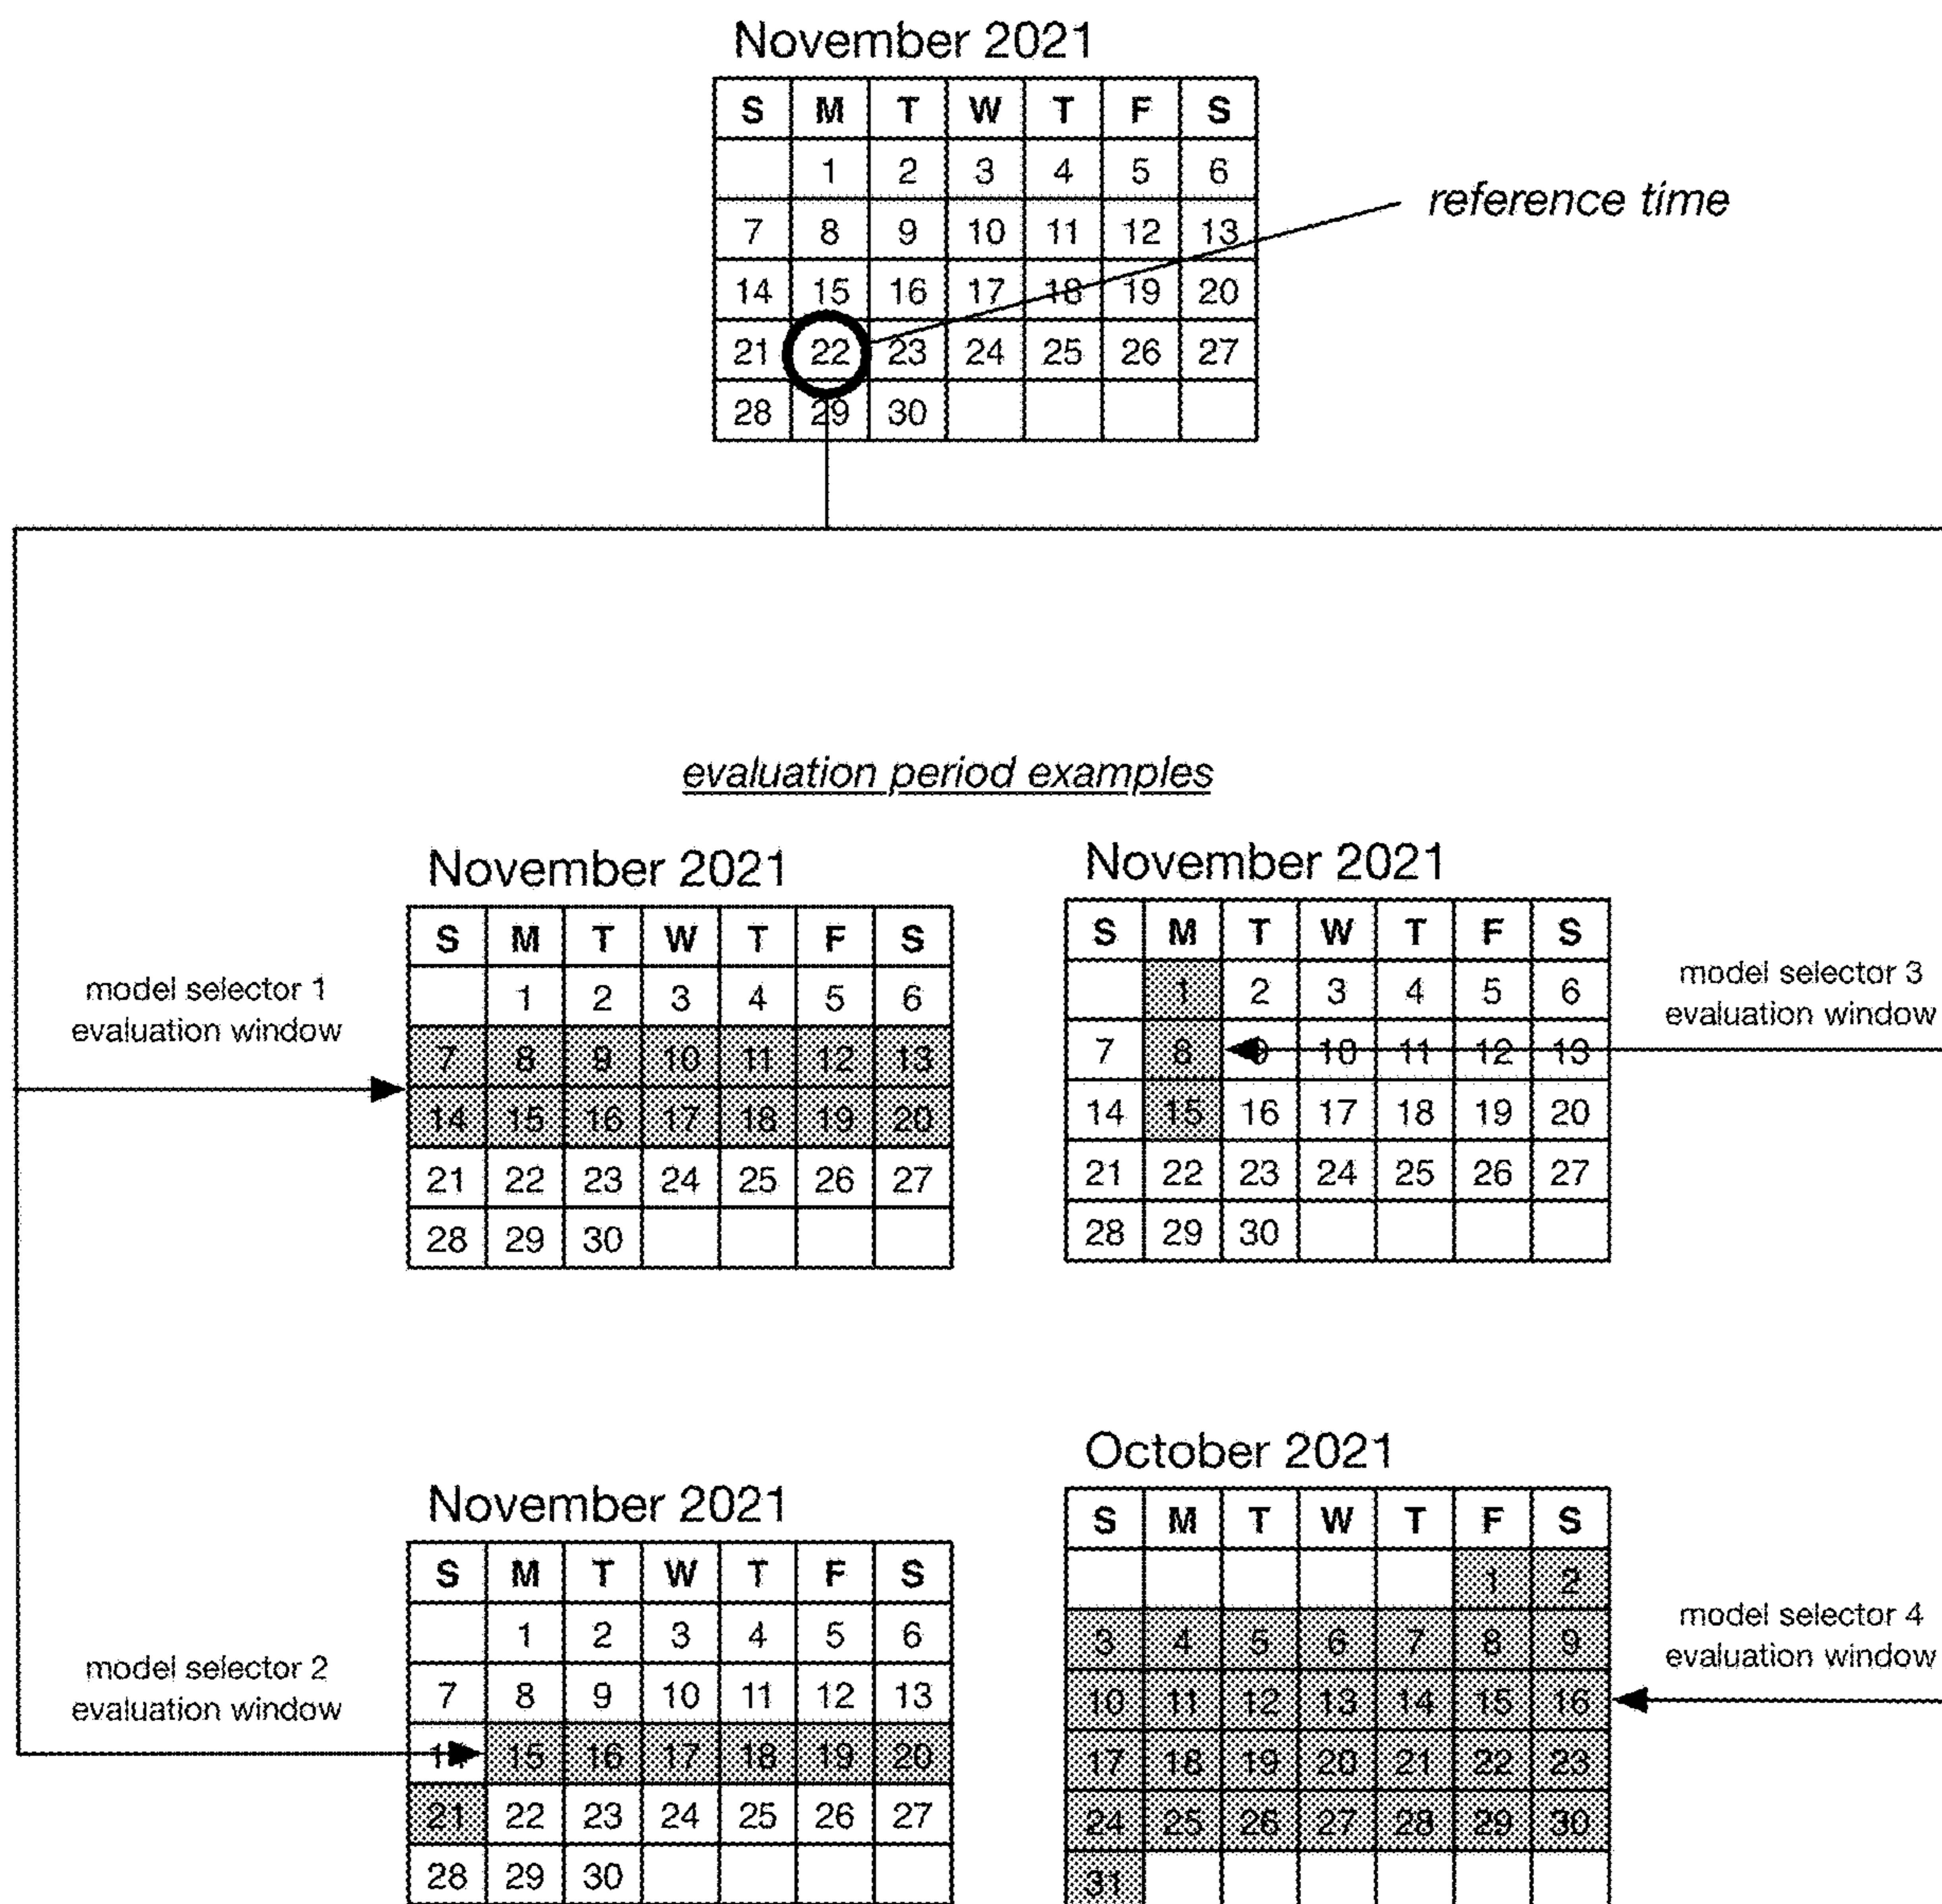 November 2021
S M T W T F S
1 2 3 4 5 6
7 8 9 10 11 12 13
14 15 16 17 18 19 20
21 22 23 24 25 26 27
28 29 30
reference time
evaluation period examples
model selector 1
evaluation window
November 2021
S M T W T F S
1 2 3 4 5 6
7 8 9 10 11 12 13
14 15 16 17 18 19 20
21 22 23 24 25 26 27
28 29 30
November 2021
S M T W T F S
1 2 3 4 5 6
7 8 9 10 11 12 13
14 15 16 17 18 19 20
21 22 23 24 25 26 27
28 29 30
model selector 3
evaluation window
model selector 2
evaluation window
November 2021
S M T W T F S
1 2 3 4 5 6
7 8 9 10 11 12 13
14 15 16 17 18 19 20
21 22 23 24 25 26 27
28 29 30
October 2021
S M T W T F S
1 2
3 4 5 6 7 8 9
10 11 12 13 14 15 16
17 18 19 20 21 22 23
24 25 26 27 28 29 30
31
model selector 4
evaluation window